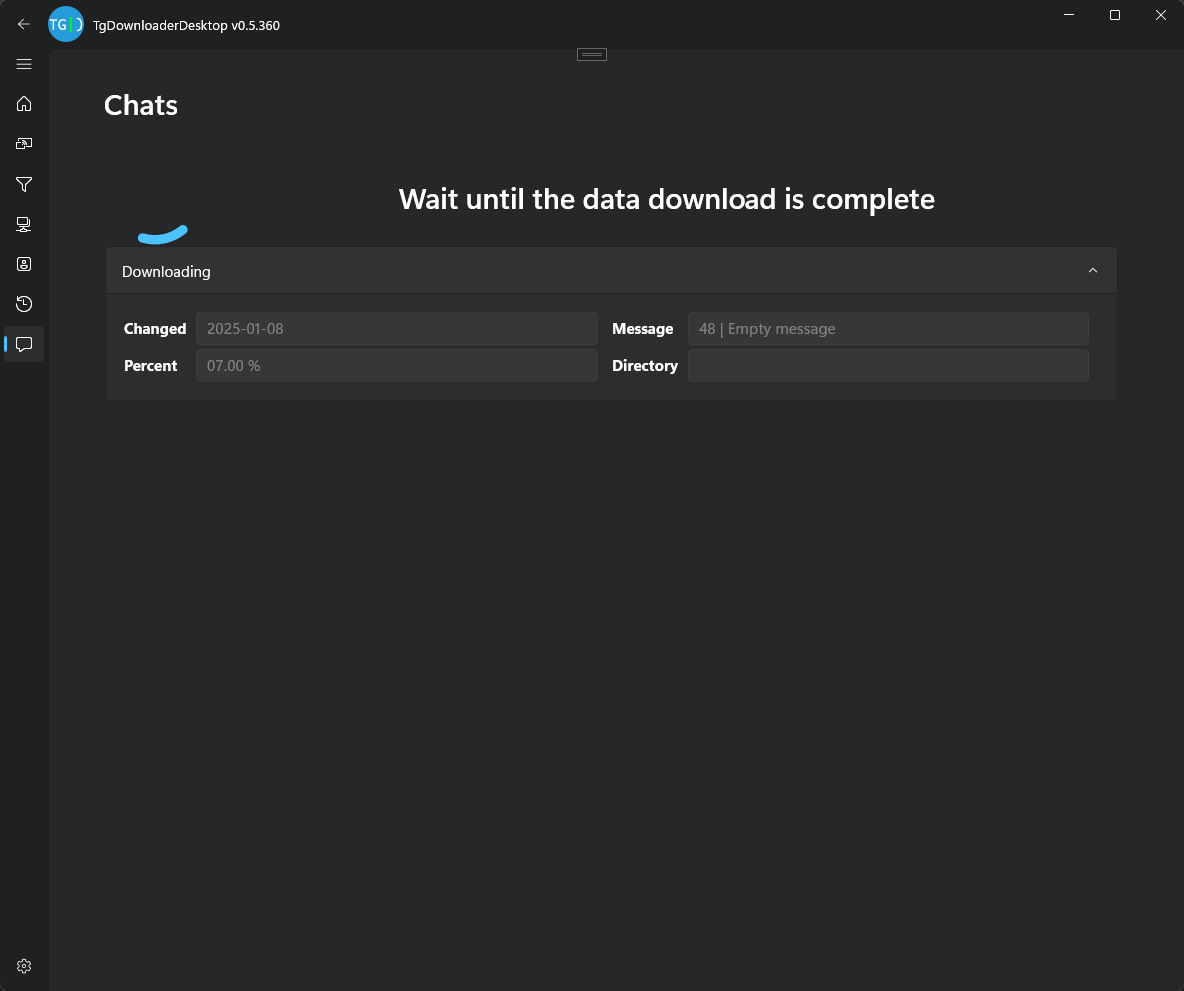 TG
TgDownloaderDesktop v0.5.360
Chats
Wait until the data download is complete
Downloading
Changed 2025-01-08 Message 48 | Empty message
Percent 07.00 % Directory